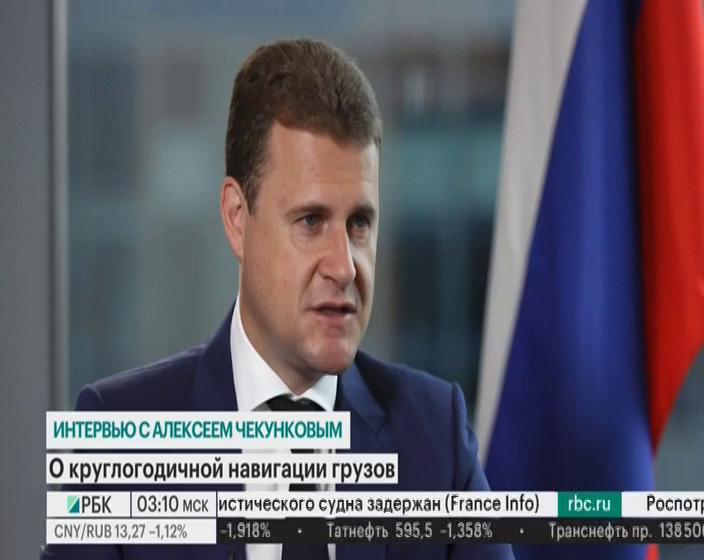 ИНТЕРВЬЮ С АЛЕКСЕЕМ ЧЕКУНКОВЫМ
О круглогодичной навигации грузов
РБК 03:10 МСК истического судна задержан (France Info) rbc.ru Роспотр
CNY/RUB 13,27 -1,12% -1,918% • Татнефть 595,5 -1,358% • Транснефть пр. 138500